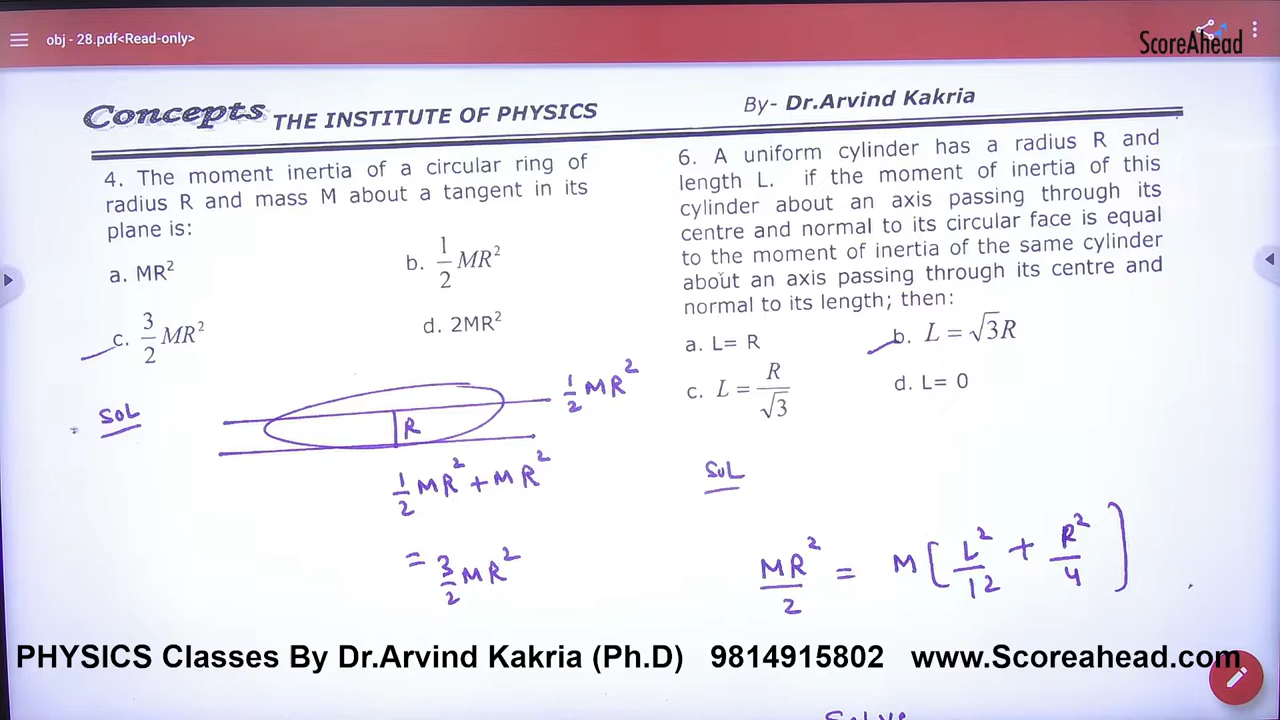 obj - 28.pdf<Read-only>
ScoreAhead
Concepts THE INSTITUTE OF PHYSICS
By- Dr.Arvind Kakria
4. The moment inertia of a circular ring of
radius R and mass M about a tangent in its
plane is:
a. MR²
b. 1/2 MR²
c. 3/2 MR²
d. 2MR²
SOL
1/2 MR²
R
1/2 MR² + MR²
= 3/2 MR²
6. A uniform cylinder has a radius R and
length L. if the moment of inertia of this
cylinder about an axis passing through its
centre and normal to its circular face is equal
to the moment of inertia of the same cylinder
about an axis passing through its centre and
normal to its length; then:
a. L= R
b. L = √3R
c. L = R/√3
d. L= 0
SOL
MR²/2 = M[L²/12 + R²/4]
PHYSICS Classes By Dr.Arvind Kakria (Ph.D) 9814915802 www.Scoreahead.com
Solve